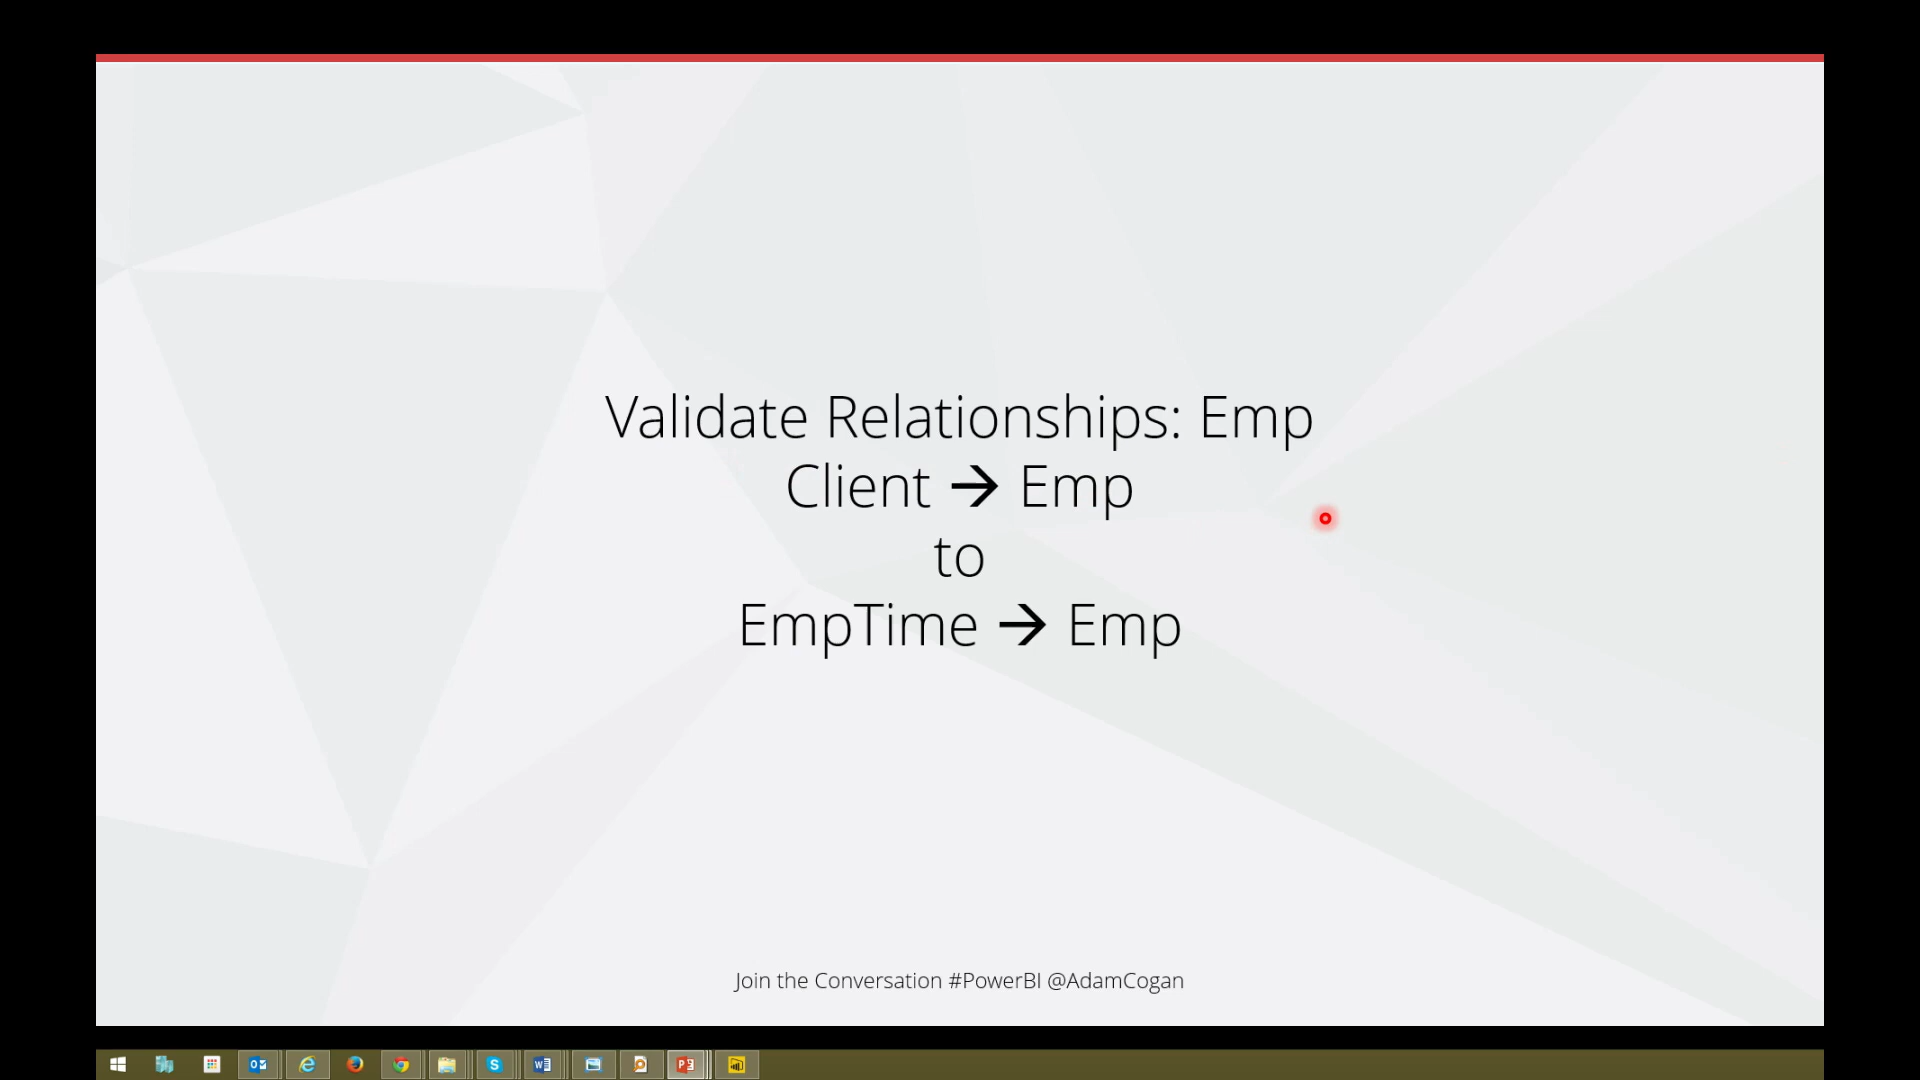 Validate Relationships: Emp
Client → Emp
to
EmpTime → Emp
Join the Conversation #PowerBI @AdamCogan